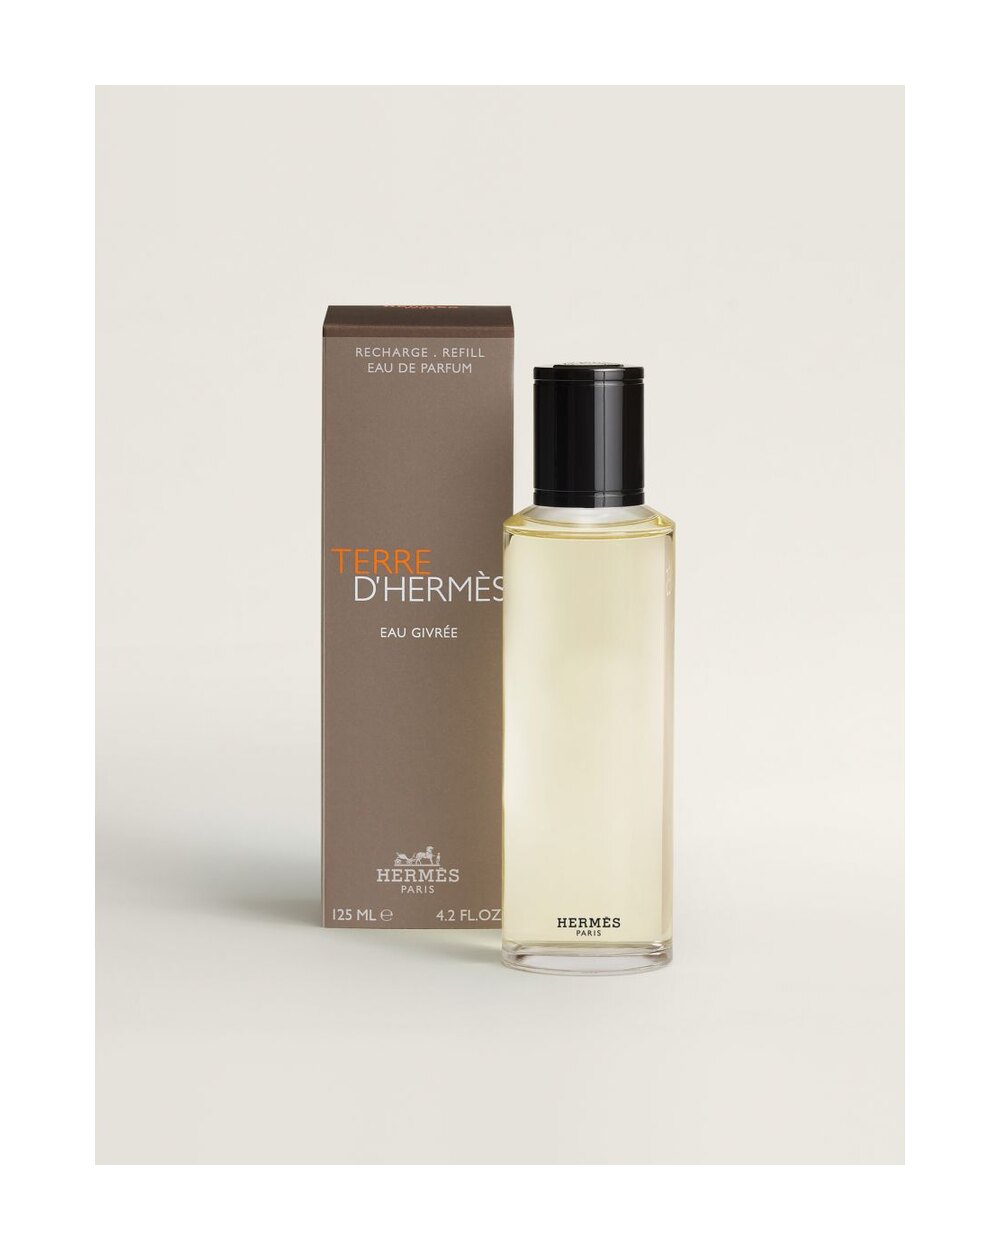 RECHARGE . REFILL
EAU DE PARFUM
TERRE
D'HERMÈS
EAU GIVRÉE
HERMÈS
PARIS
125 ML ℮ 4.2 FL.OZ
HERMÈS
PARIS